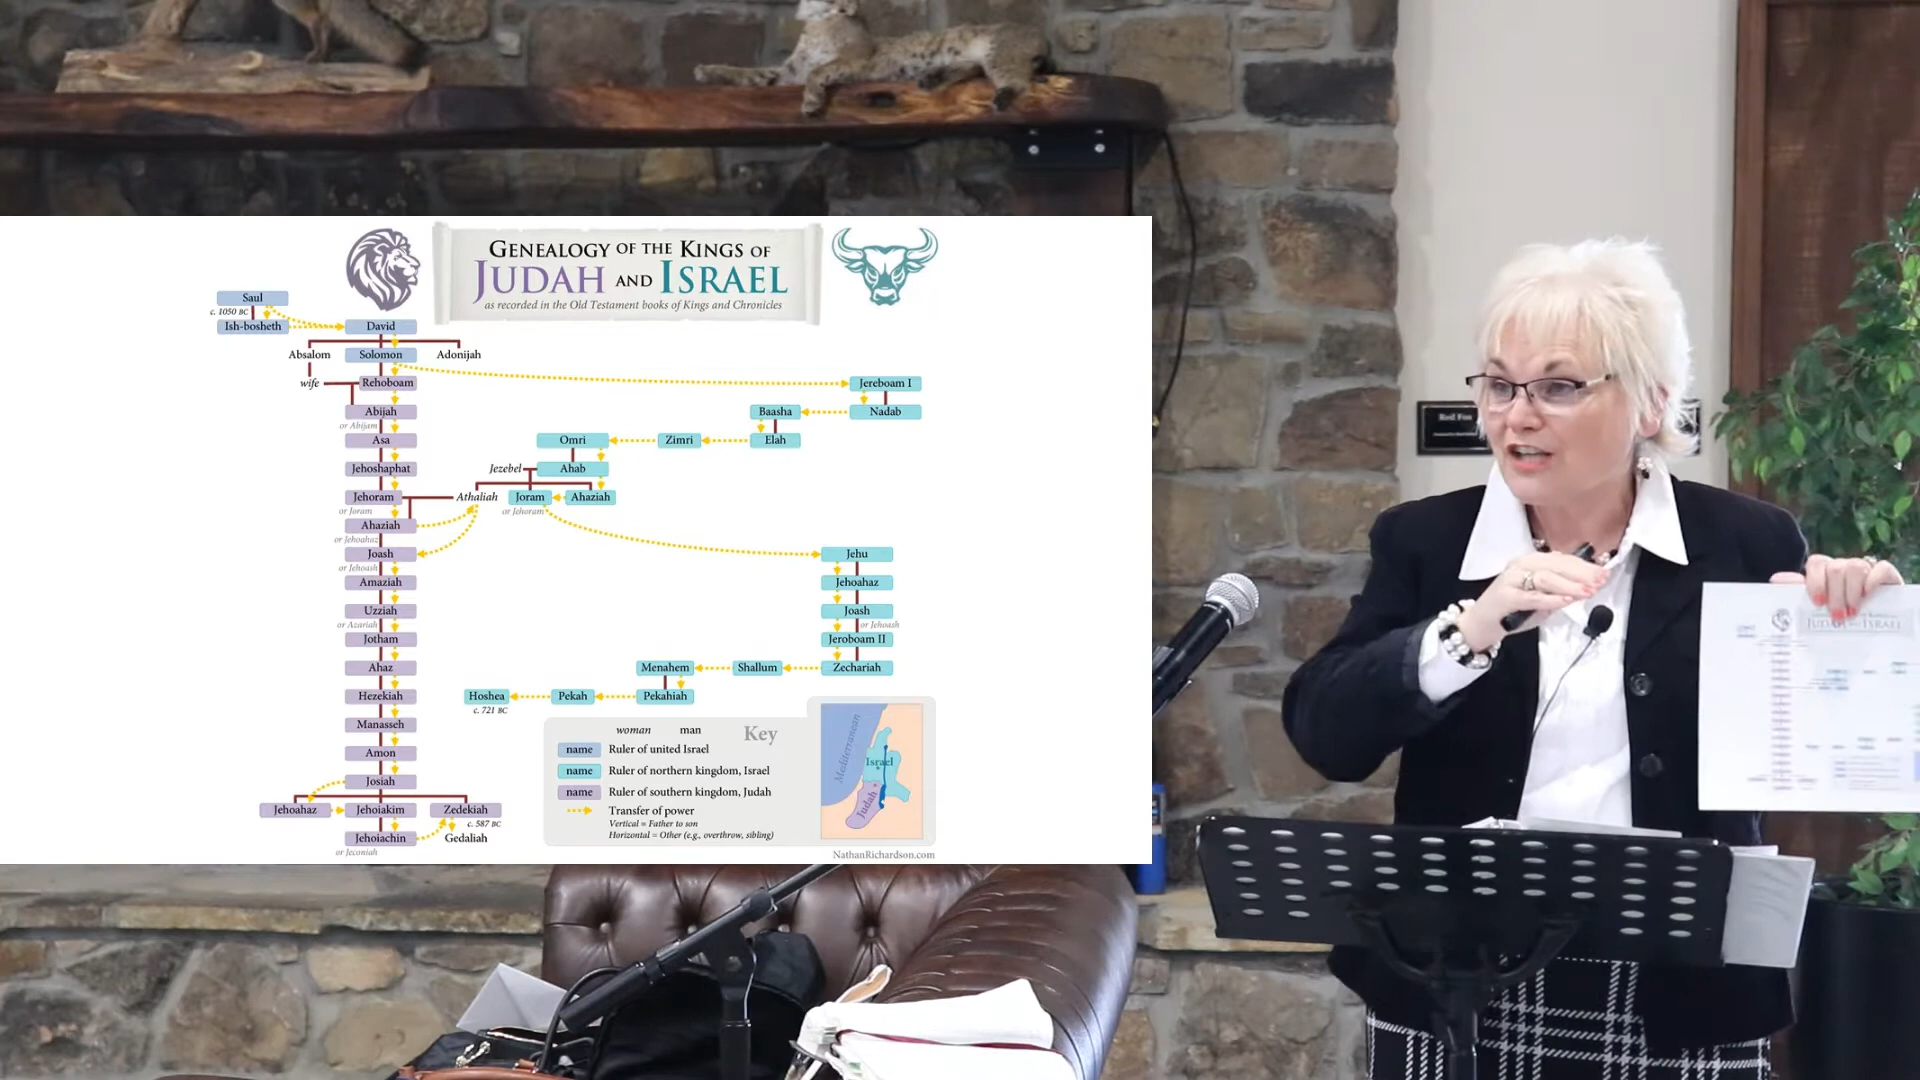 GENEALOGY OF THE KINGS OF
JUDAH AND ISRAEL
as recorded in the Old Testament books of Kings and Chronicles
Saul
c. 1050 BC
Ish-bosheth
David
Absalom
Solomon
Adonijah
wife
Rehoboam
Jereboam I
Abijah
or Abijam
Baasha
Nadab
Asa
Omri
Zimri
Elah
Jehoshaphat
Jezebel
Ahab
Jehoram
or Joram
Athaliah
Joram
or Jehoram
Ahaziah
Ahaziah
or Jehoahaz
Joash
or Jehoash
Jehu
Amaziah
Jehoahaz
Uzziah
or Azariah
Joash
or Jehoash
Jotham
Jeroboam II
Ahaz
Menahem
Shallum
Zechariah
Hezekiah
Hoshea
c. 721 BC
Pekah
Pekahiah
Manasseh
Amon
Josiah
Jehoahaz
Jehoiakim
Zedekiah
c. 587 BC
Jehoiachin
or Jeconiah
Gedaliah
woman man Key
name Ruler of united Israel
name Ruler of northern kingdom, Israel
name Ruler of southern kingdom, Judah
Transfer of power
Vertical = Father to son
Horizontal = Other (e.g., overthrow, sibling)
Mediterranean
Israel
Judah
NathanRichardson.com
Red Fox
JUDAH AND ISRAEL